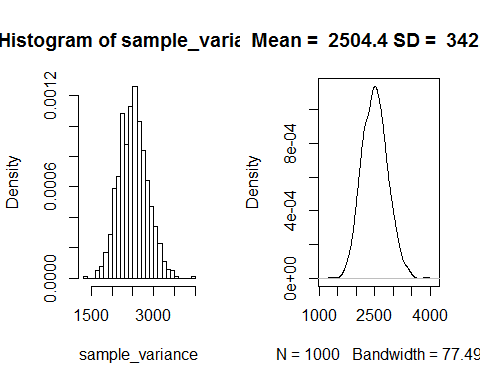 Histogram of sample_varia
Mean = 2504.4 SD = 342
Density
0.0000 0.0006 0.0012
1500 3000
sample_variance
Density
0e+00 4e-04 8e-04
1000 2500 4000
N = 1000 Bandwidth = 77.49